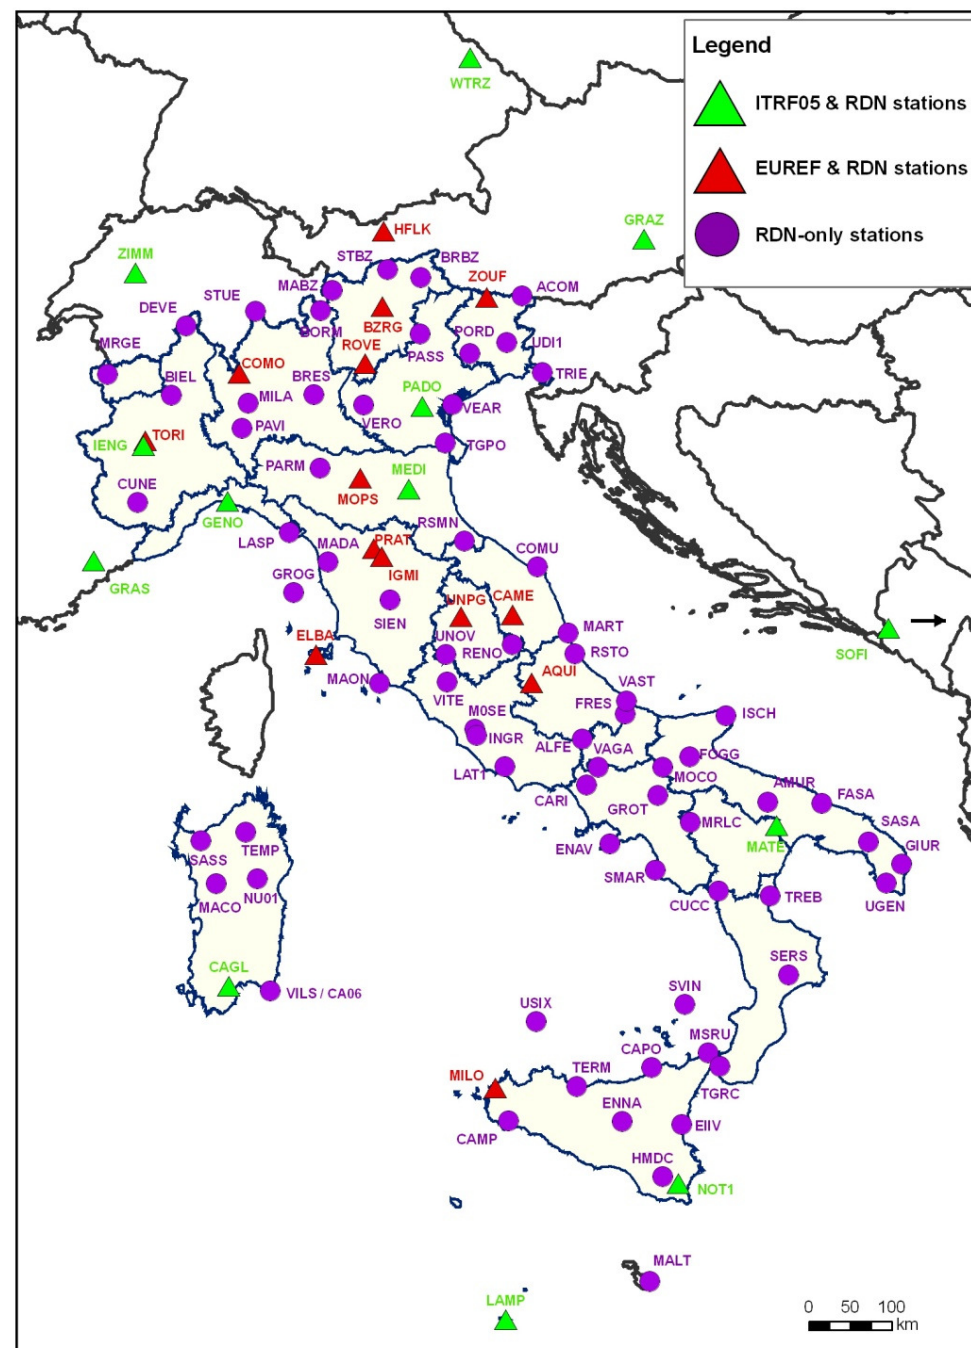 Legend
ITRF05 & RDN stations
EUREF & RDN stations
RDN-only stations
WTRZ
GRAZ
HFLK
ZIMM
STBZ
BRBZ
ZOUF
ACOM
MABZ
DEVE
STUE
BORM
BZRG
PORD
UDI1
MRGE
COMO
ROVE
PASS
TRIE
BIEL
BRES
PADO
MILA
VERO
VEAR
PAVI
TORI
IENG
TGPO
PARM
MEDI
CUNE
MOPS
GENO
RSMN
LASP
MADA
PRAT
COMU
GROG
IGMI
GRAS
UNPG
CAME
SIEN
ELBA
UNOV
RENO
MART
RSTO
SOFI
MAON
VITE
AQUI
VAST
M0SE
FRES
ISCH
INGR
ALFE
VAGA
FOGG
LAT1
MOCO
CARI
GROT
AMUR
FASA
MRLC
SASA
MATE
ENAV
GIUR
SASS
TEMP
SMAR
MACO
NU01
CUCC
TREB
UGEN
CAGL
SERS
VILS / CA06
USIX
SVIN
MSRU
CAPO
MILO
TERM
TGRC
ENNA
CAMP
EIIV
HMDC
NOT1
MALT
LAMP
0 50 100
km